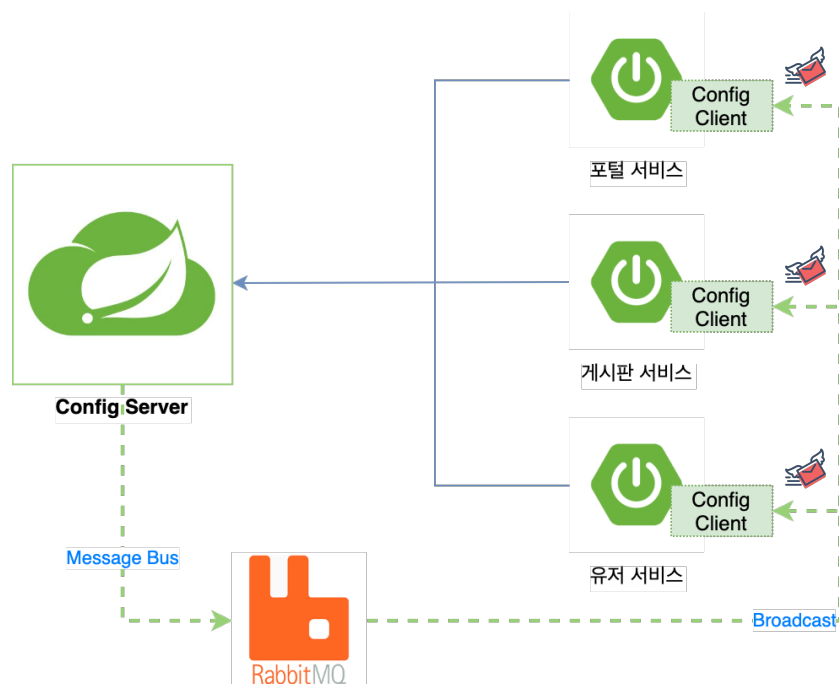 Config
Client
포털 서비스
Config
Client
게시판 서비스
Config Server
Config
Client
유저 서비스
Message Bus
RabbitMQ
Broadcast